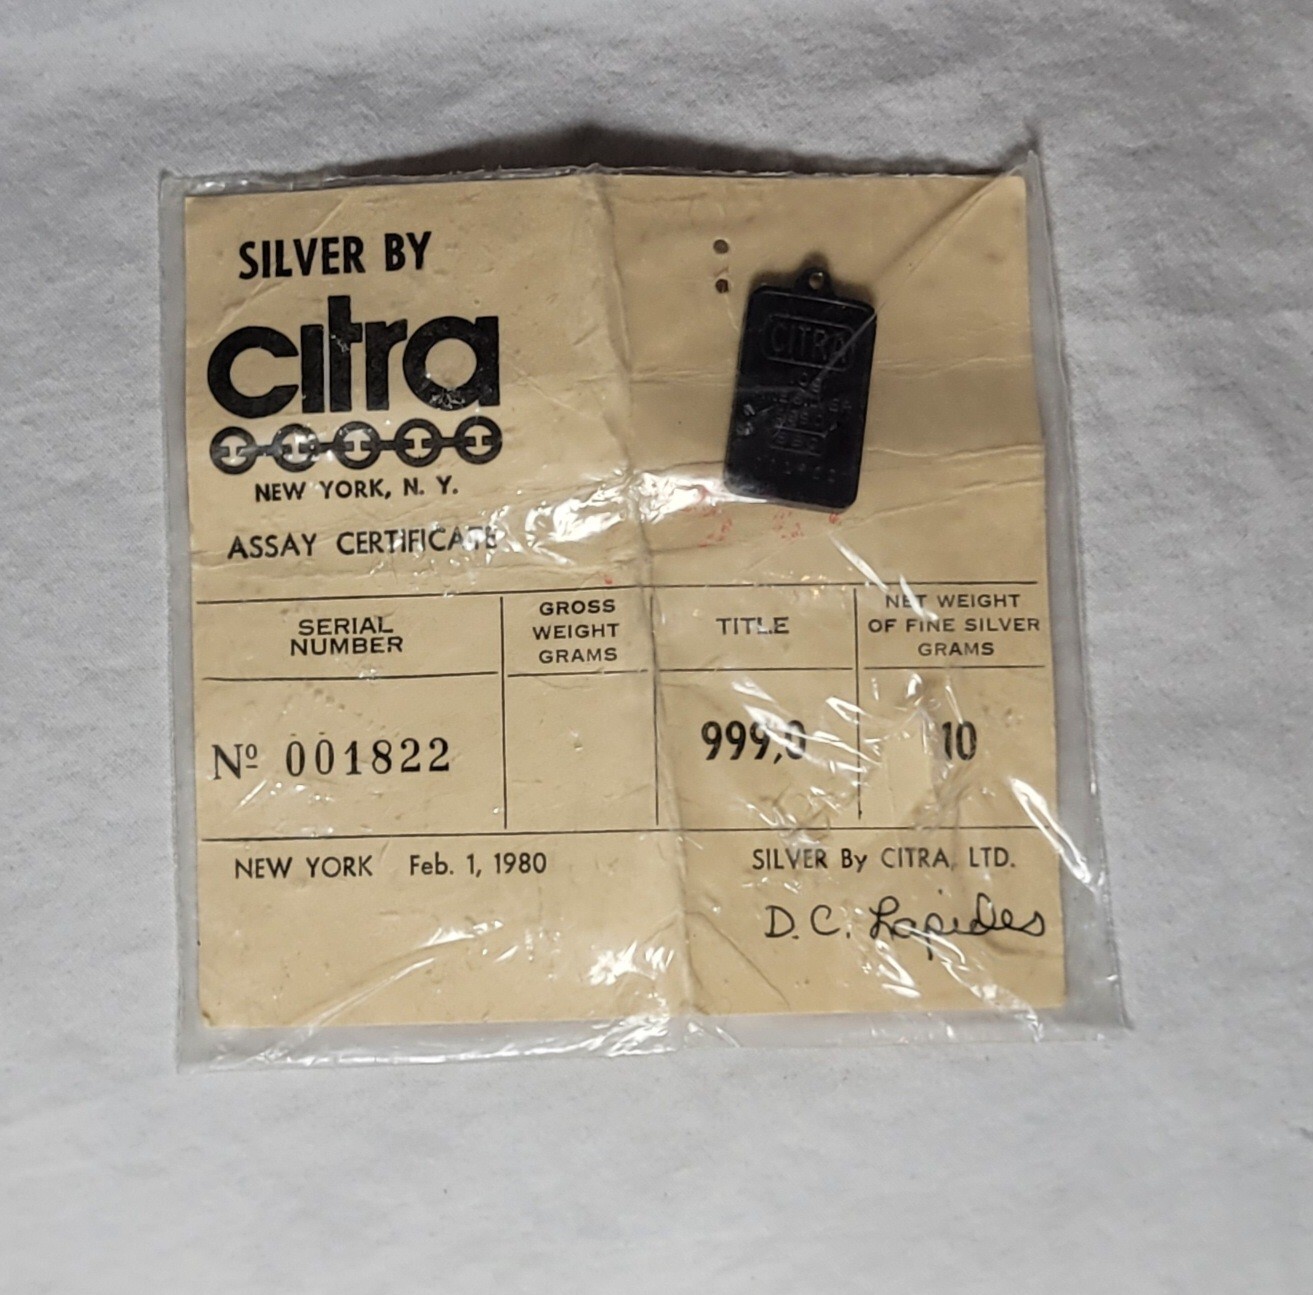 SILVER BY
citra
NEW YORK, N. Y.
ASSAY CERTIFICATE
CITRA
SERIAL
NUMBER
GROSS
WEIGHT
GRAMS
TITLE
NET WEIGHT
OF FINE SILVER
GRAMS
Nº 001822
999,0
10
NEW YORK Feb. 1, 1980
SILVER By CITRA, LTD.
D.C. Lapides